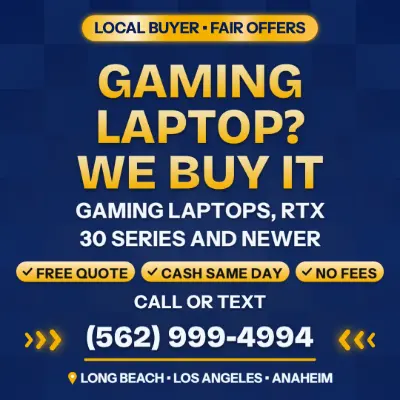 LOCAL BUYER • FAIR OFFERS
GAMING
LAPTOP?
WE BUY IT
GAMING LAPTOPS, RTX
30 SERIES AND NEWER
✓ FREE QUOTE ✓ CASH SAME DAY ✓ NO FEES
CALL OR TEXT
(562) 999-4994
LONG BEACH • LOS ANGELES • ANAHEIM